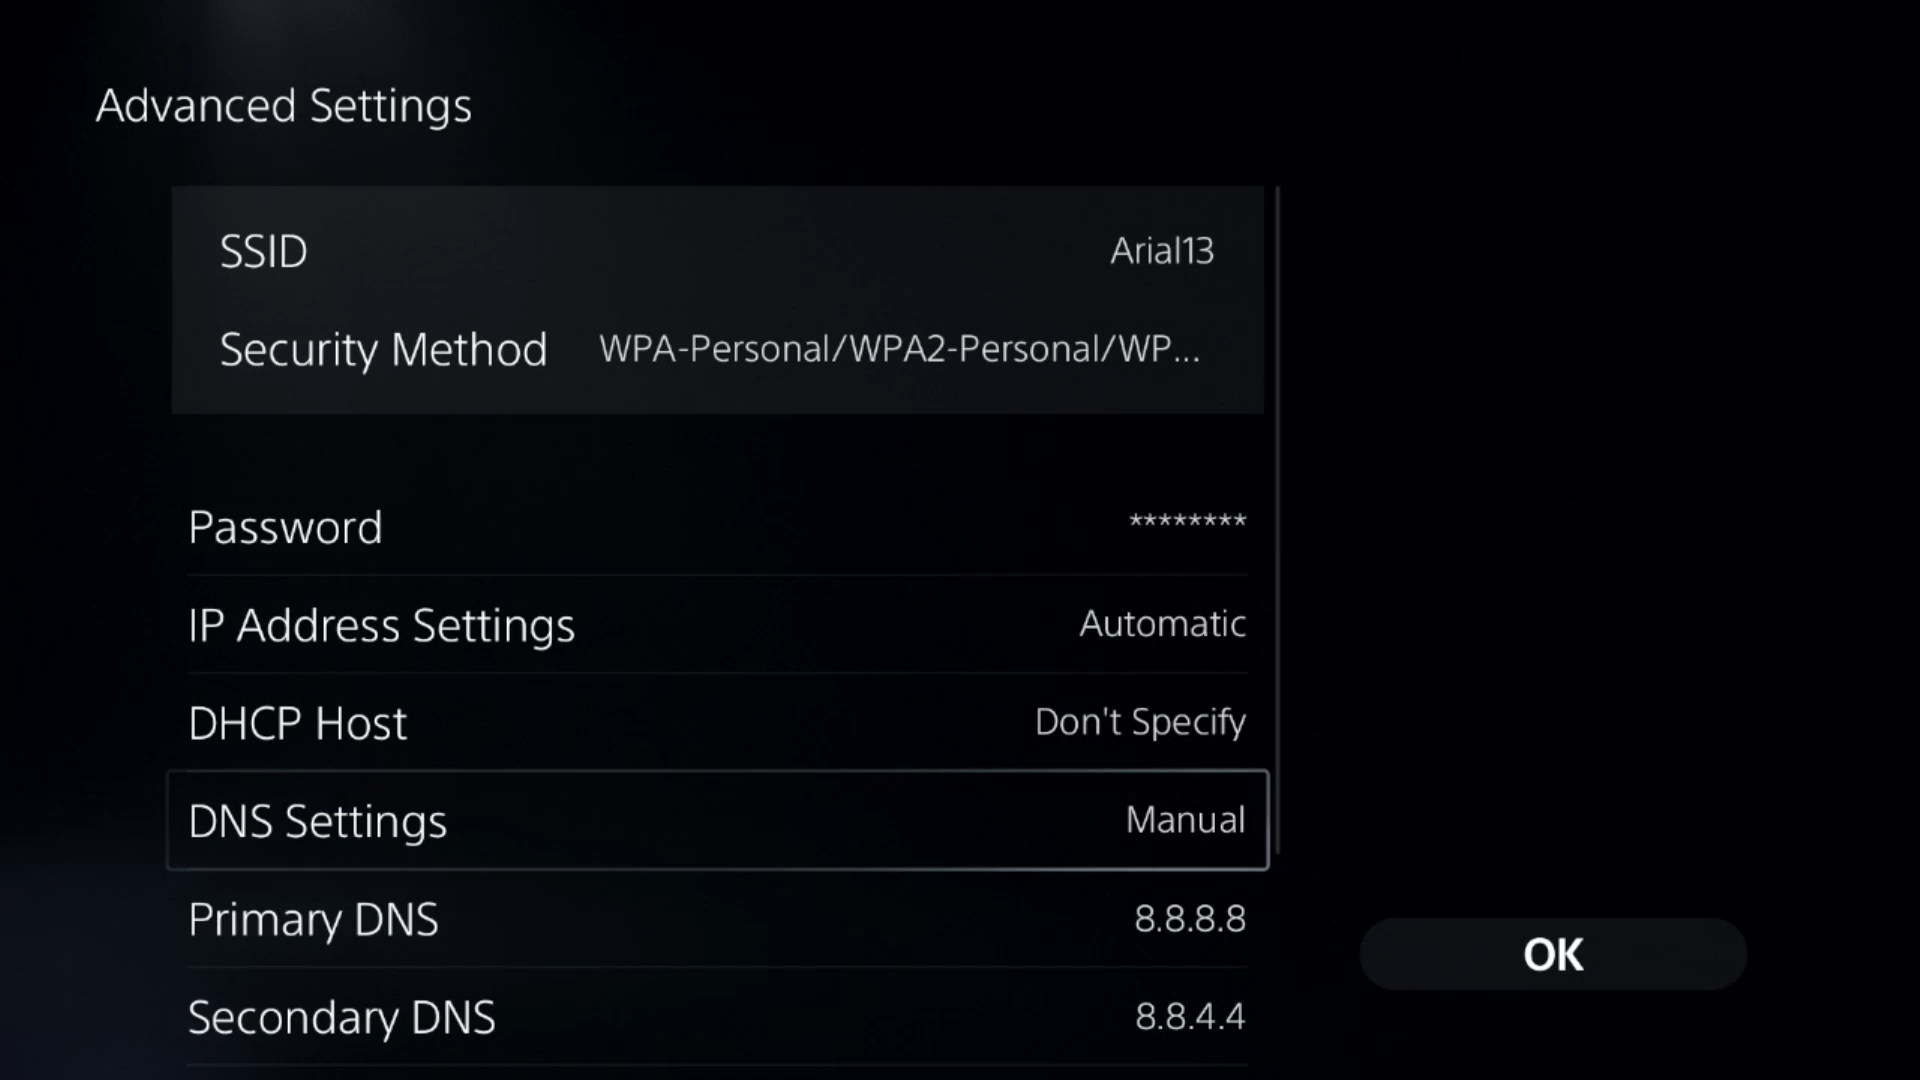 Advanced Settings
SSID Arial13
Security Method WPA-Personal/WPA2-Personal/WP...
Password ********
IP Address Settings Automatic
DHCP Host Don't Specify
DNS Settings Manual
Primary DNS 8.8.8.8
Secondary DNS 8.8.4.4
OK